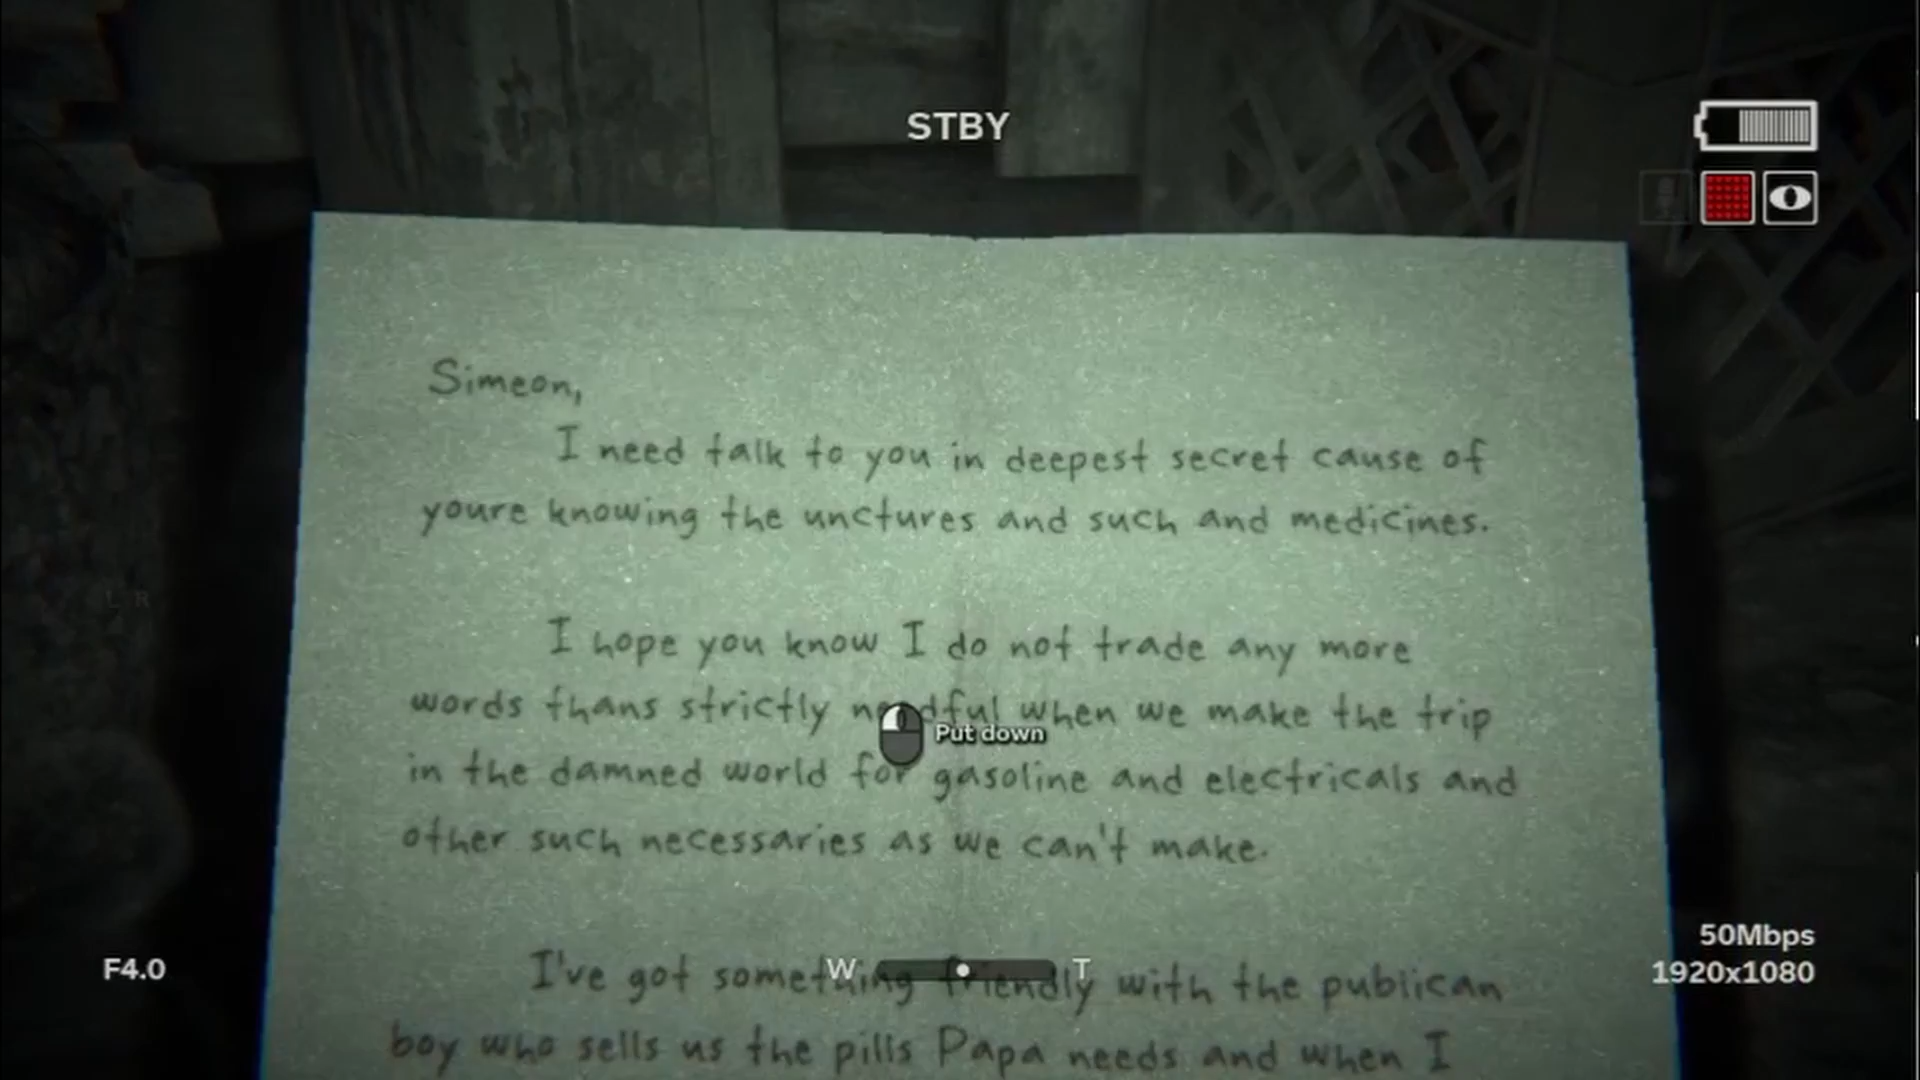 STBY
Simeon,
I need talk to you in deepest secret cause of
youre knowing the unctures and such and medicines.
I hope you know I do not trade any more
words thans strictly needful when we make the trip
Put down
in the damned world for gasoline and electricals and
other such necessaries as we can't make.
50Mbps
F4.0
W
T
1920x1080
I've got something friendly with the publican
boy who sells us the pills Papa needs and when I